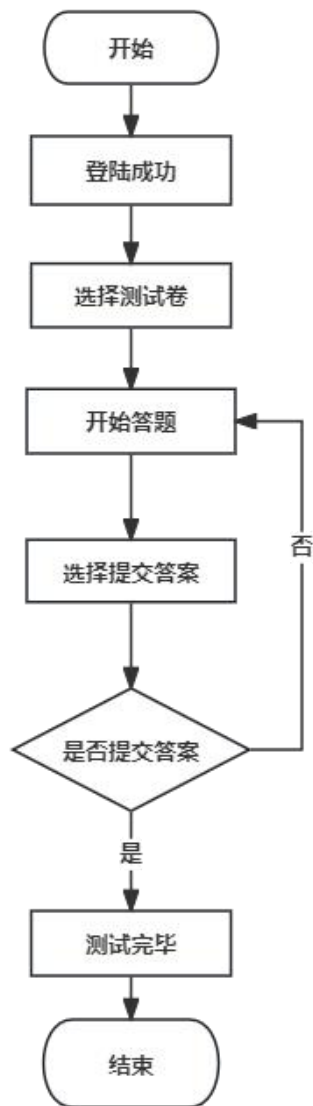 开始
登陆成功
选择测试卷
开始答题
否
选择提交答案
是否提交答案
是
测试完毕
结束